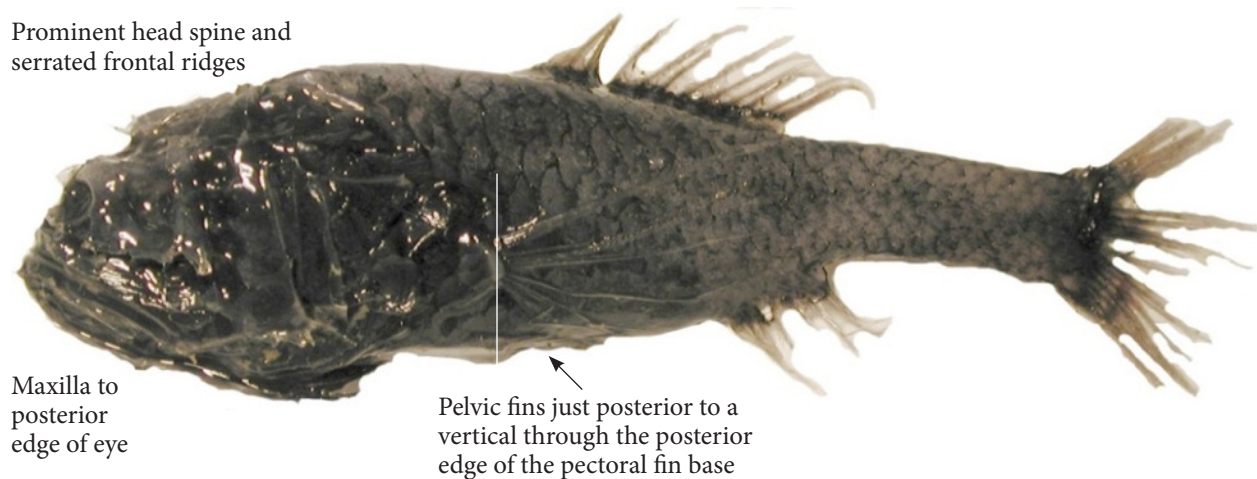 Prominent head spine and
serrated frontal ridges
Maxilla to
posterior
edge of eye
Pelvic fins just posterior to a
vertical through the posterior
edge of the pectoral fin base